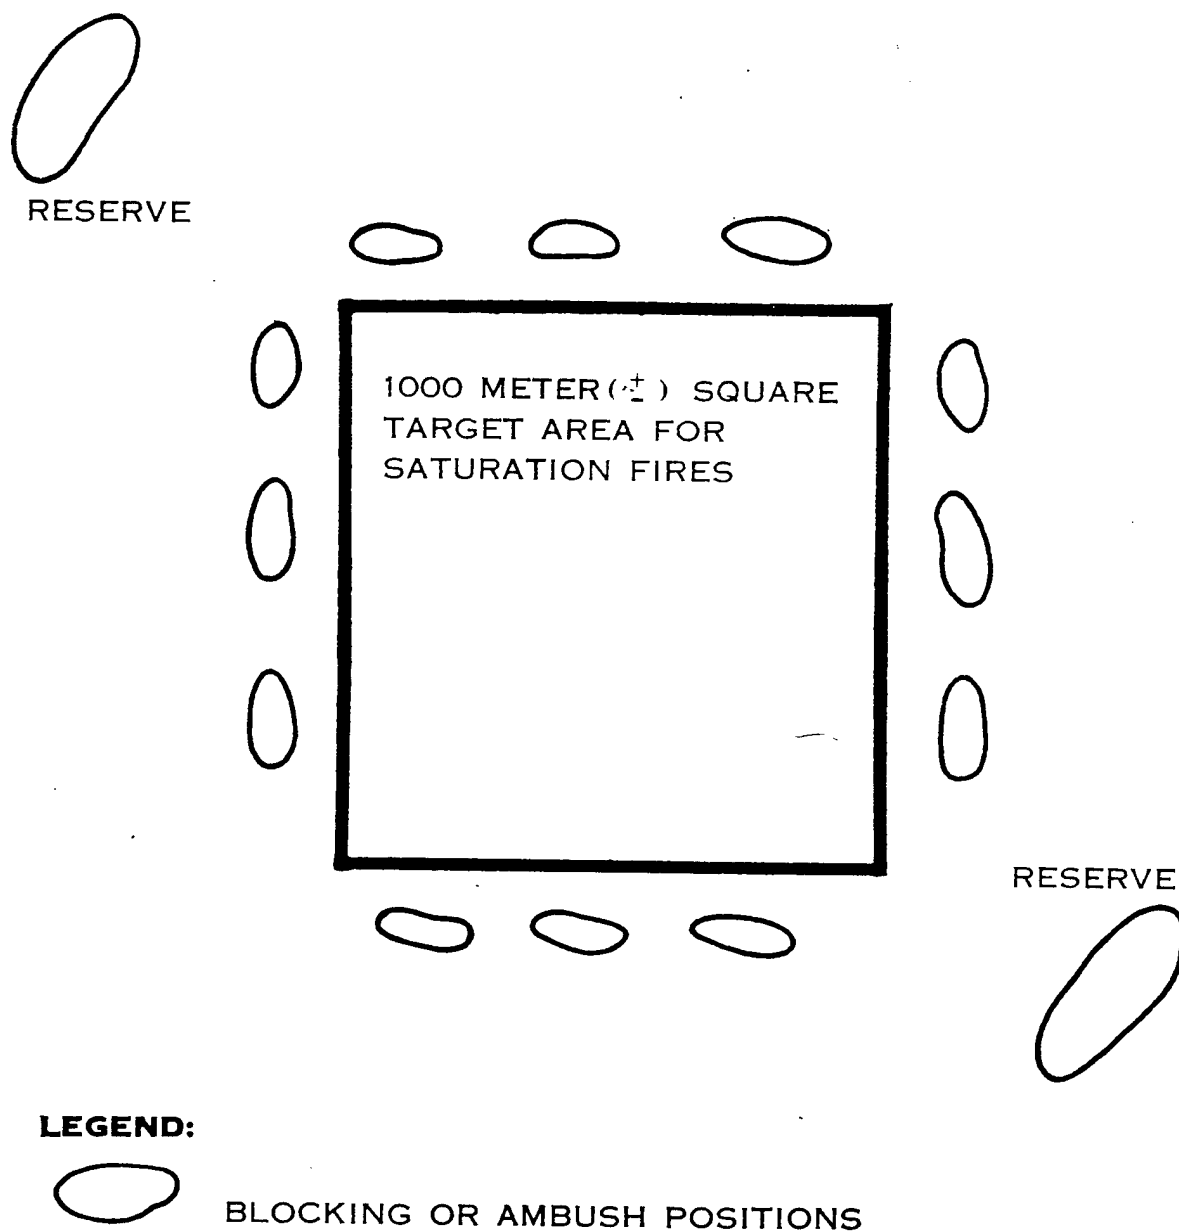 RESERVE
1000 METER (±) SQUARE
TARGET AREA FOR
SATURATION FIRES
RESERVE
LEGEND:
BLOCKING OR AMBUSH POSITIONS